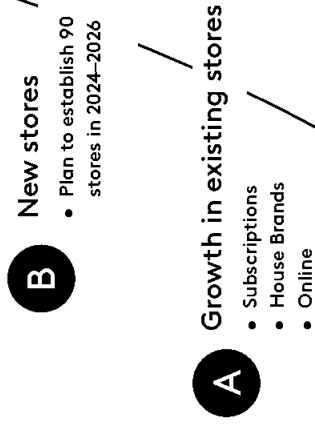 B
New stores
• Plan to establish 90
stores in 2024–2026
A
Growth in existing stores
• Subscriptions
• House Brands
• Online